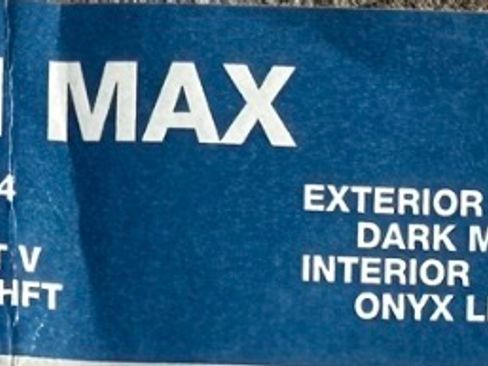 MAX
4
T V
HFT
EXTERIOR
DARK M
INTERIOR
ONYX L